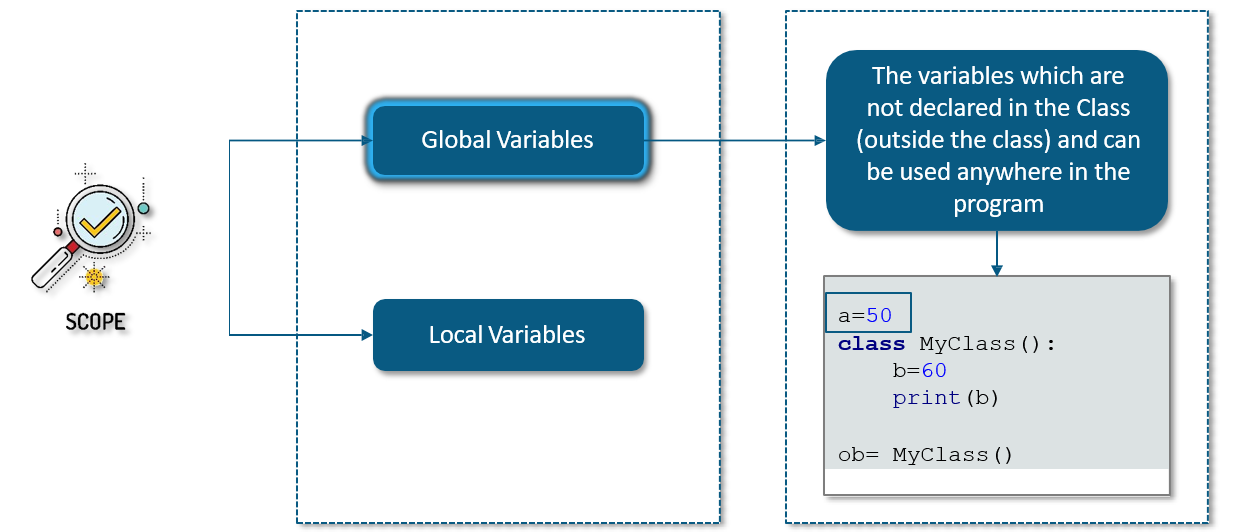 SCOPE
Global Variables
Local Variables
The variables which are
not declared in the Class
(outside the class) and can
be used anywhere in the
program
a=50
class MyClass():
    b=60
    print(b)
ob= MyClass()